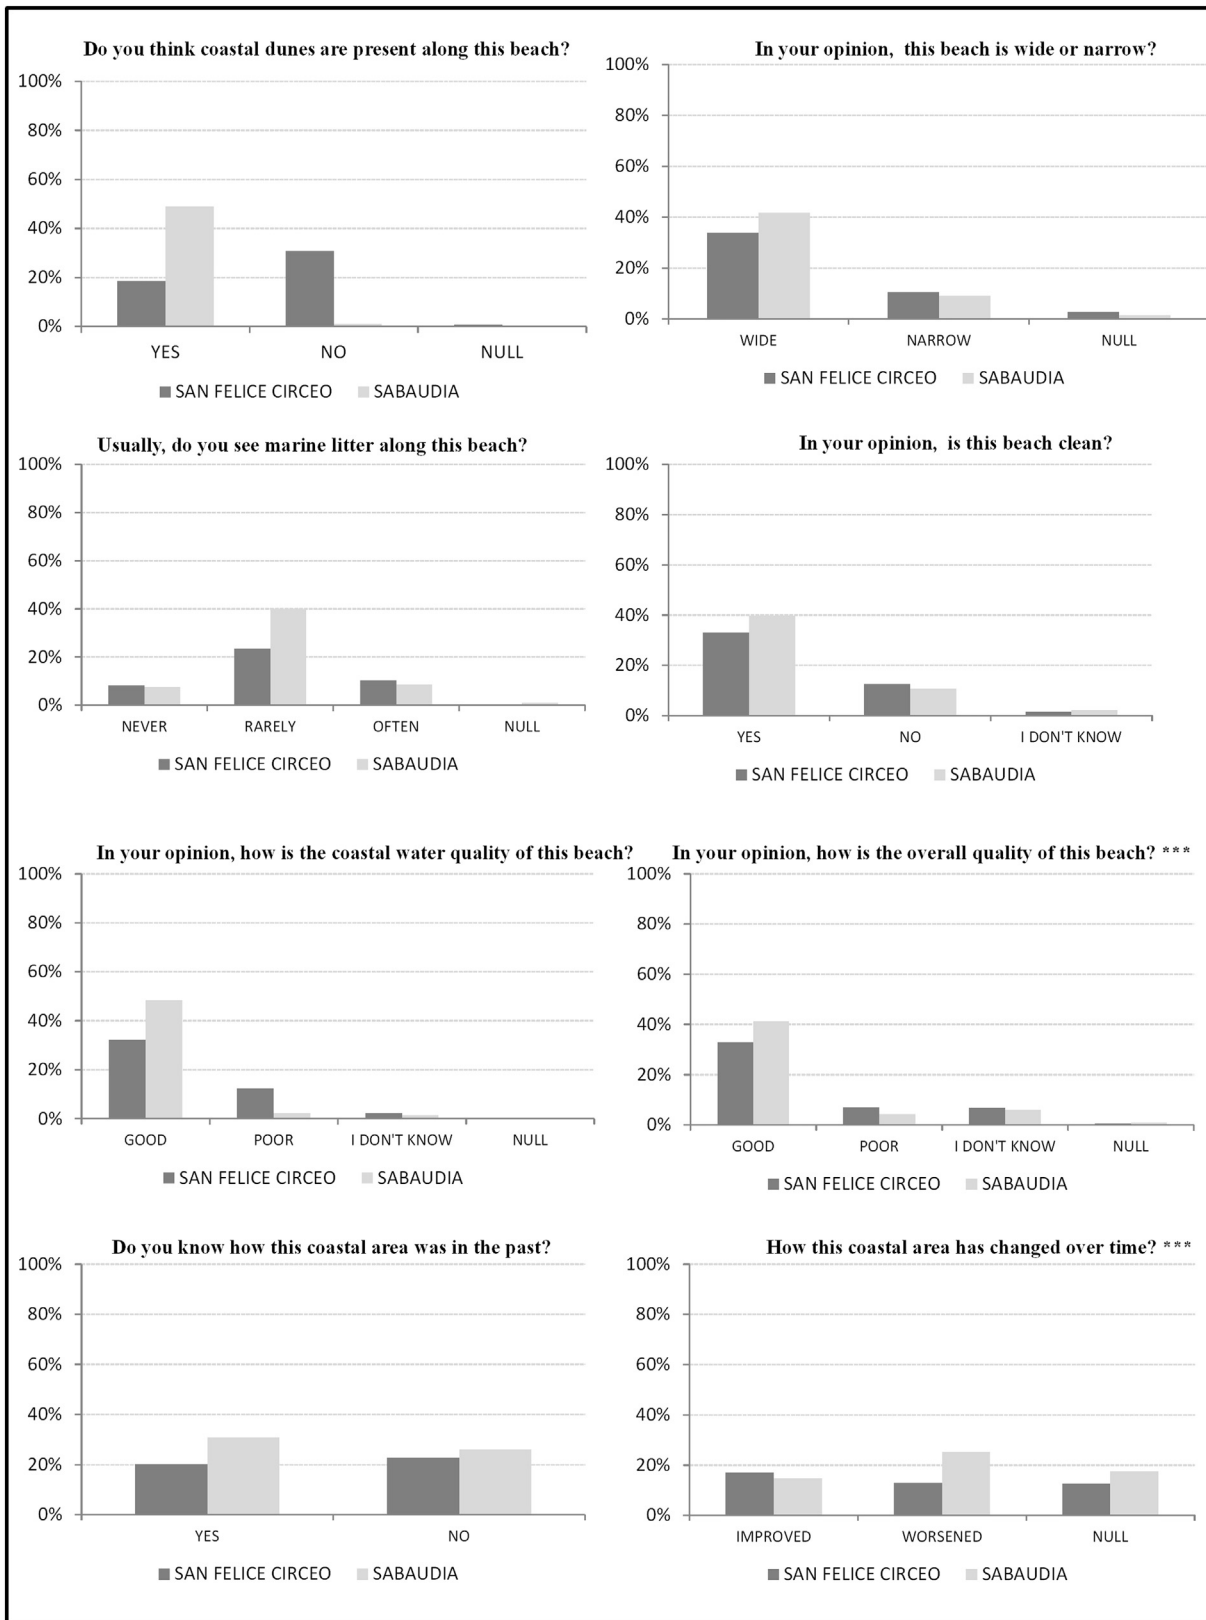 Do you think coastal dunes are present along this beach?
100%
80%
60%
40%
20%
0%
YES NO NULL
SAN FELICE CIRCEO SABAUDIA
In your opinion, this beach is wide or narrow?
100%
80%
60%
40%
20%
0%
WIDE NARROW NULL
SAN FELICE CIRCEO SABAUDIA
Usually, do you see marine litter along this beach?
100%
80%
60%
40%
20%
0%
NEVER RARELY OFTEN NULL
SAN FELICE CIRCEO SABAUDIA
In your opinion, is this beach clean?
100%
80%
60%
40%
20%
0%
YES NO I DON'T KNOW
SAN FELICE CIRCEO SABAUDIA
In your opinion, how is the coastal water quality of this beach?
100%
80%
60%
40%
20%
0%
GOOD POOR I DON'T KNOW NULL
SAN FELICE CIRCEO SABAUDIA
In your opinion, how is the overall quality of this beach? ***
100%
80%
60%
40%
20%
0%
GOOD POOR I DON'T KNOW NULL
SAN FELICE CIRCEO SABAUDIA
Do you know how this coastal area was in the past?
100%
80%
60%
40%
20%
0%
YES NO
SAN FELICE CIRCEO SABAUDIA
How this coastal area has changed over time? ***
100%
80%
60%
40%
20%
0%
IMPROVED WORSENED NULL
SAN FELICE CIRCEO SABAUDIA